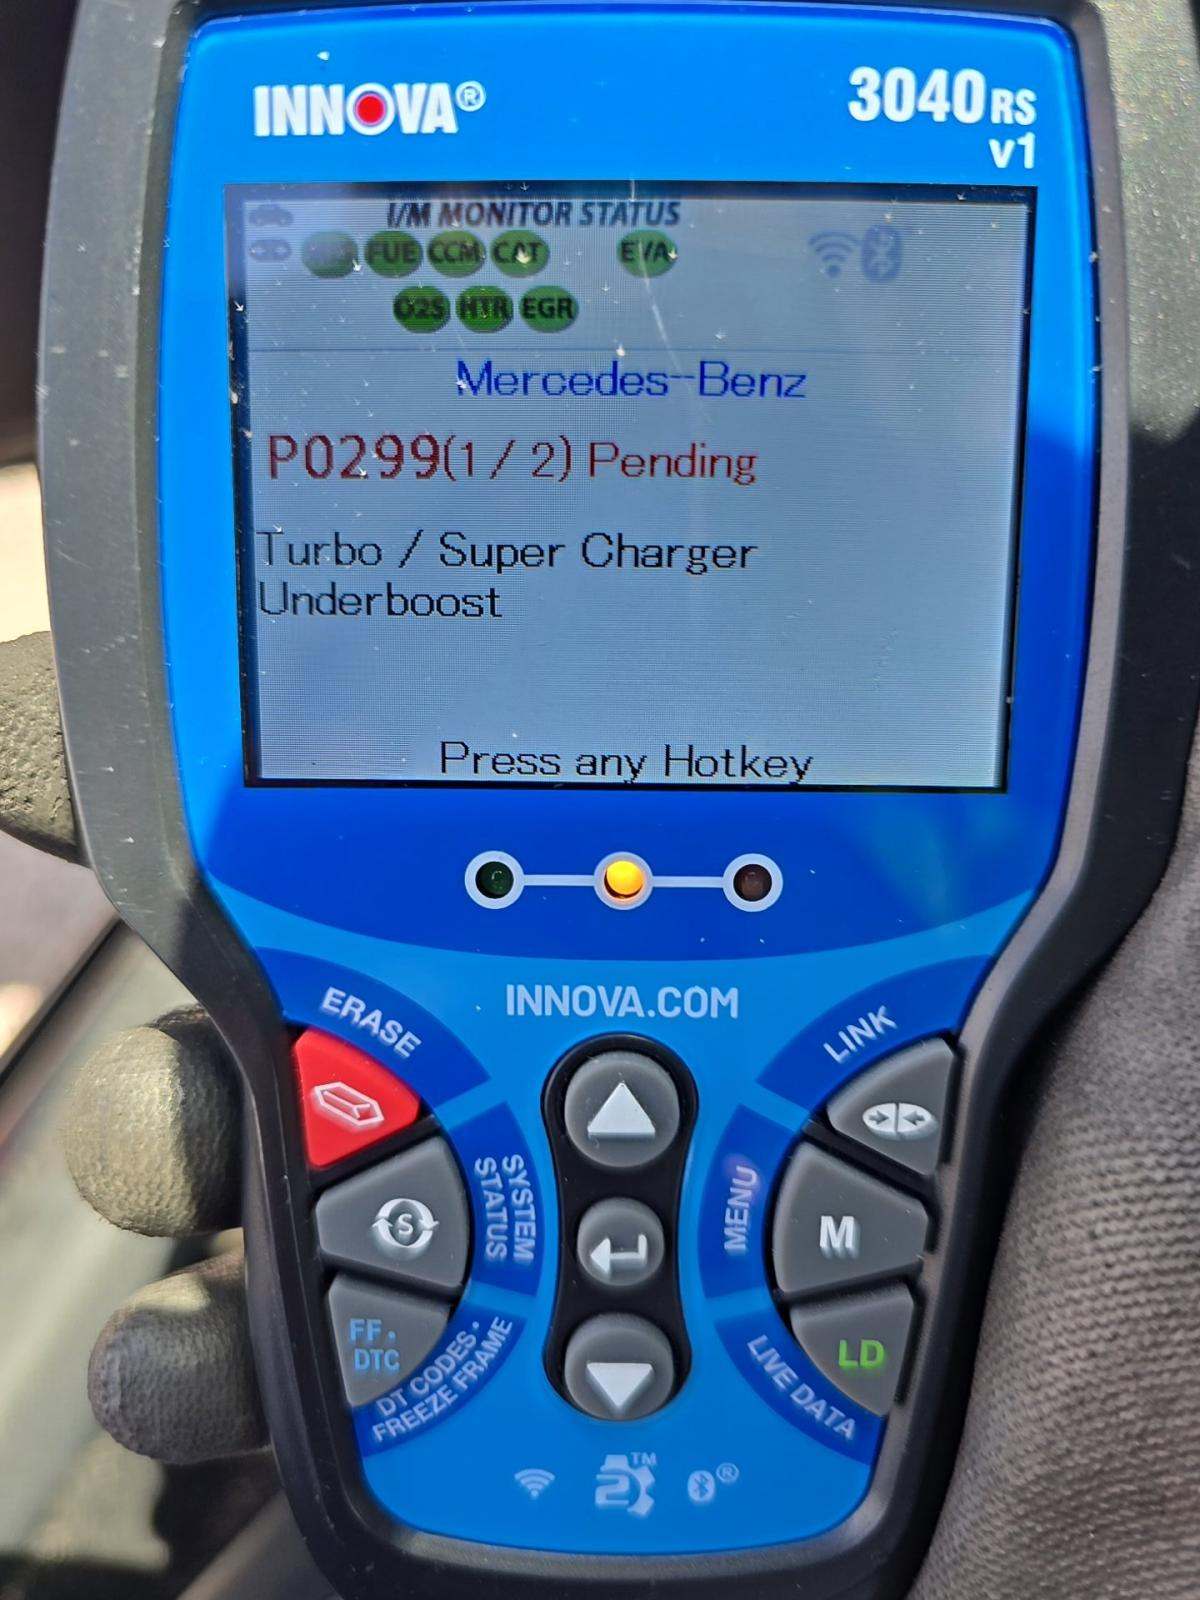 INNOVA®
3040RS
v1
I/M MONITOR STATUS
FUE CCM CAT EVA
O2S HTR EGR
Mercedes-Benz
P0299(1 / 2) Pending
Turbo / Super Charger
Underboost
Press any Hotkey
INNOVA.COM
ERASE
LINK
SYSTEM
STATUS
S
MENU
M
FF.
DTC
DT CODES•
FREEZE FRAME
LD
LIVE DATA
2 TM
®